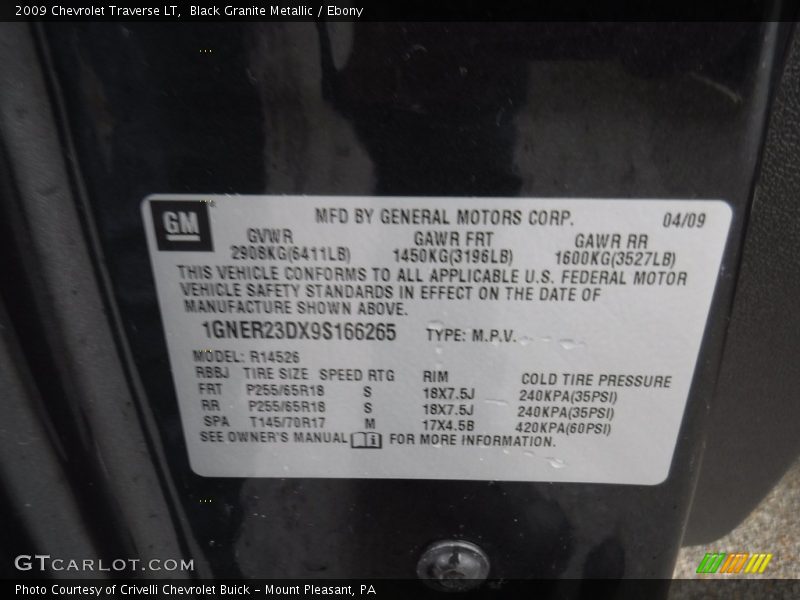 2009 Chevrolet Traverse LT, Black Granite Metallic / Ebony
GM
MFD BY GENERAL MOTORS CORP. 04/09
GVWR GAWR FRT GAWR RR
2908KG(6411LB) 1450KG(3196LB) 1600KG(3527LB)
THIS VEHICLE CONFORMS TO ALL APPLICABLE U.S. FEDERAL MOTOR
VEHICLE SAFETY STANDARDS IN EFFECT ON THE DATE OF
MANUFACTURE SHOWN ABOVE.
1GNER23DX9S166265 TYPE: M.P.V.
MODEL: R14526
RBBJ TIRE SIZE SPEED RTG RIM COLD TIRE PRESSURE
FRT P255/65R18 S 18X7.5J 240KPA(35PSI)
RR P255/65R18 S 18X7.5J 240KPA(35PSI)
SPA T145/70R17 M 17X4.5B 420KPA(60PSI)
SEE OWNER'S MANUAL i FOR MORE INFORMATION.
GTCARLOT.COM
Photo Courtesy of Crivelli Chevrolet Buick - Mount Pleasant, PA